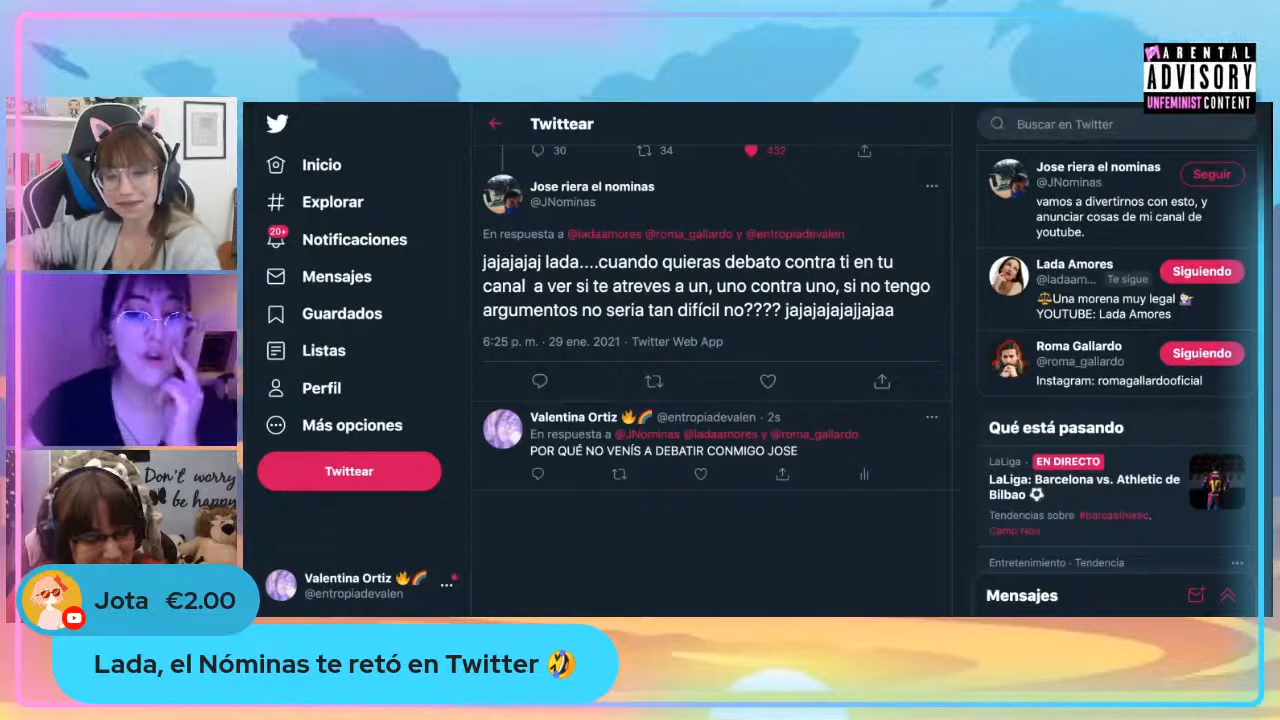 PARENTAL
ADVISORY
UNFEMINIST CONTENT
Twittear
Buscar en Twitter
30
34
432
Inicio
Explorar
20+
Notificaciones
Mensajes
Guardados
Listas
Perfil
Más opciones
Twittear
Valentina Ortiz 🔥🌈
@entropiadevalen
Jose riera el nominas
@JNominas
En respuesta a @ladaamores @roma_gallardo y @entropiadevalen
jajajajaj lada....cuando quieras debato contra ti en tu
canal a ver si te atreves a un, uno contra uno, si no tengo
argumentos no seria tan difícil no???? jajajajajajjajaa
6:25 p. m. · 29 ene. 2021 · Twitter Web App
Valentina Ortiz 🔥🌈 @entropiadevalen · 2s
En respuesta a @JNominas @ladaamores y @roma_gallardo
POR QUÉ NO VENÍS A DEBATIR CONMIGO JOSE
Jose riera el nominas
@JNominas
Seguir
vamos a divertirnos con esto, y
anunciar cosas de mi canal de
youtube.
Lada Amores
@ladaam... Te sigue
Siguiendo
⚖️Una morena muy legal 💁🏻‍♀️
YOUTUBE: Lada Amores
Roma Gallardo
@roma_gallardo
Siguiendo
Instagram: romagallardooficial
Qué está pasando
LaLiga · EN DIRECTO
LaLiga: Barcelona vs. Athletic de
Bilbao ⚽
Tendencias sobre #barcaathletic,
Camp Nou
Entretenimiento · Tendencia
Mensajes
Don't worry
be happy
Jota €2.00
Lada, el Nóminas te retó en Twitter 🤣